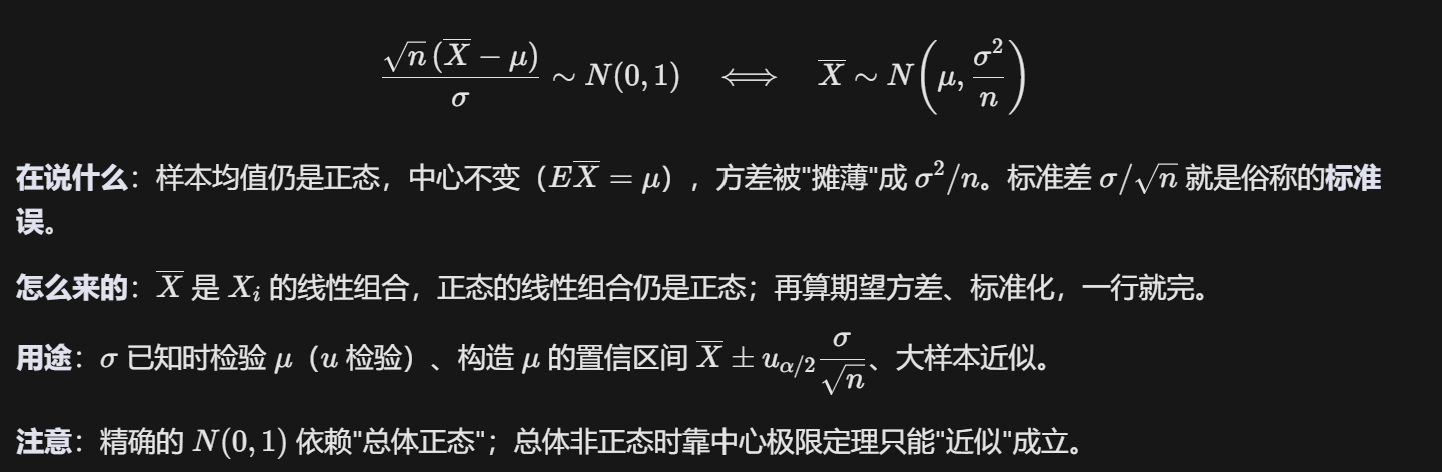 √n(X̅ − μ)/σ ∼ N(0, 1) ⟺ X̅ ∼ N(μ, σ²/n)
在说什么：样本均值仍是正态，中心不变（EX̅ = μ），方差被"摊薄"成 σ²/n。标准差 σ/√n 就是俗称的标准
误。
怎么来的：X̅ 是 Xᵢ 的线性组合，正态的线性组合仍是正态；再算期望方差、标准化，一行就完。
用途：σ 已知时检验 μ（u 检验）、构造 μ 的置信区间 X̅ ± u_{α/2} σ/√n、大样本近似。
注意：精确的 N(0, 1) 依赖"总体正态"；总体非正态时靠中心极限定理只能"近似"成立。